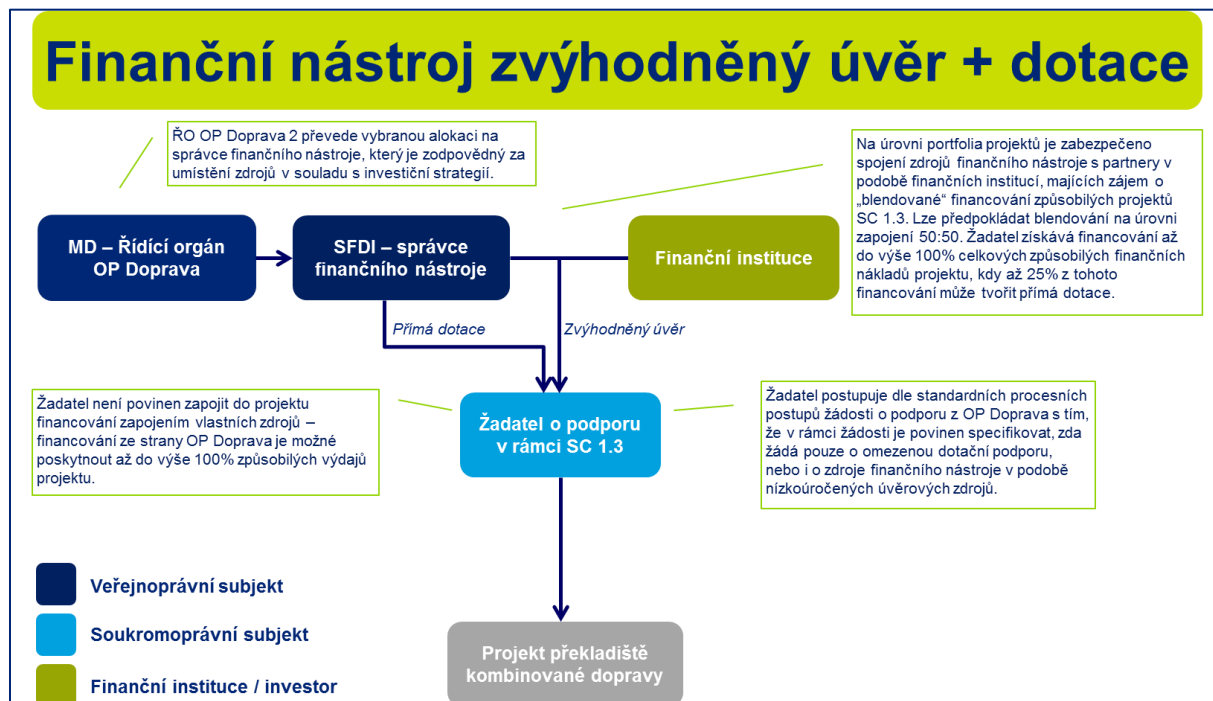 Finanční nástroj zvýhodněný úvěr + dotace
ŘO OP Doprava 2 převede vybranou alokaci na
správce finančního nástroje, který je zodpovědný za
umístění zdrojů v souladu s investiční strategií.
Na úrovni portfolia projektů je zabezpečeno
spojení zdrojů finančního nástroje s partnery v
podobě finančních institucí, majících zájem o
„blendované“ financování způsobilých projektů
SC 1.3. Lze předpokládat blendování na úrovni
zapojení 50:50. Žadatel získává financování až
do výše 100% celkových způsobilých finančních
nákladů projektu, kdy až 25% z tohoto
financování může tvořit přímá dotace.
MD – Řídící orgán
OP Doprava
SFDI – správce
finančního nástroje
Finanční instituce
Přímá dotace
Zvýhodněný úvěr
Žadatel není povinen zapojit do projektu
financování zapojením vlastních zdrojů –
financování ze strany OP Doprava je možné
poskytnout až do výše 100% způsobilých výdajů
projektu.
Žadatel o podporu
v rámci SC 1.3
Žadatel postupuje dle standardních procesních
postupů žádosti o podporu z OP Doprava s tím,
že v rámci žádosti je povinen specifikovat, zda
žádá pouze o omezenou dotační podporu,
nebo i o zdroje finančního nástroje v podobě
nízkoúročených úvěrových zdrojů.
Veřejnoprávní subjekt
Soukromoprávní subjekt
Finanční instituce / investor
Projekt překladiště
kombinované dopravy